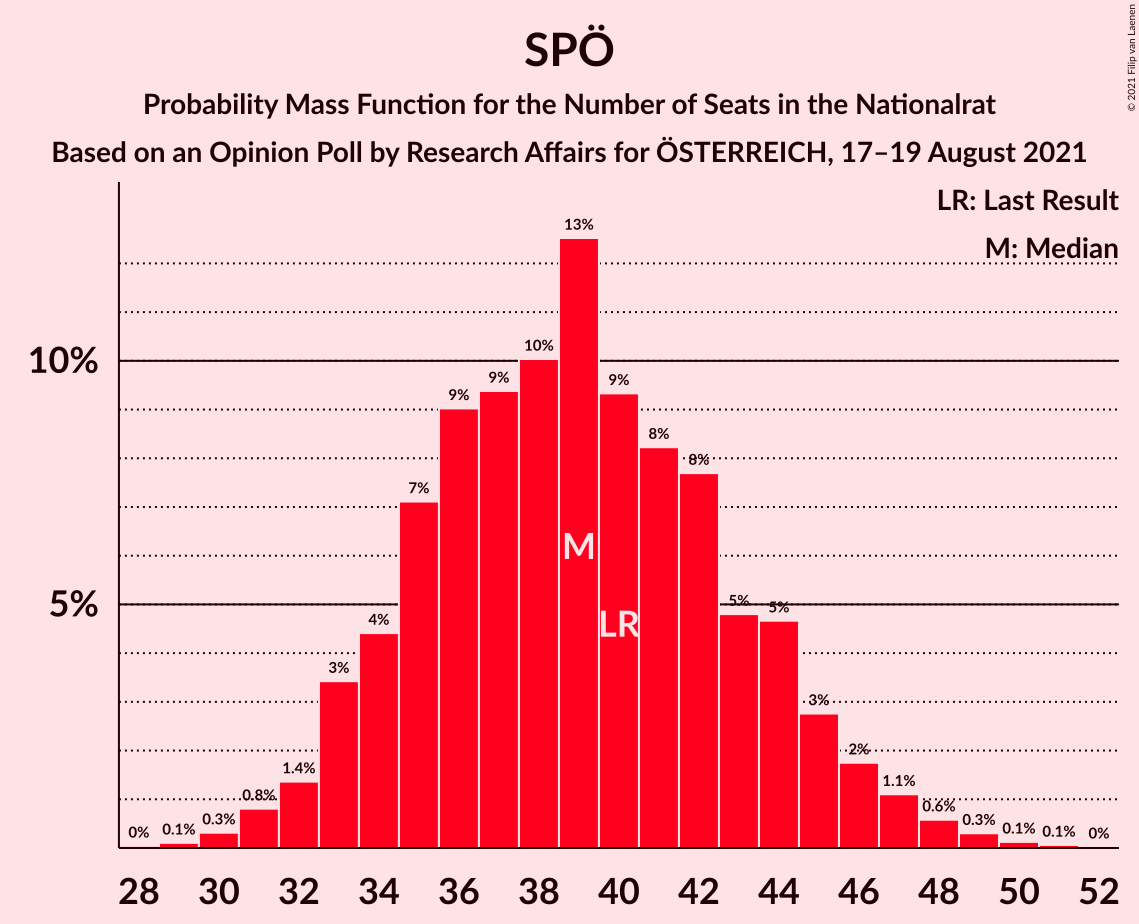 SPÖ
Probability Mass Function for the Number of Seats in the Nationalrat
Based on an Opinion Poll by Research Affairs for ÖSTERREICH, 17–19 August 2021
© 2021 Filip van Laenen
LR: Last Result
M: Median
10%
5%
0% 0.1% 0.3% 0.8% 1.4% 3% 4% 7% 9% 9% 10% 13% 9% 8% 8% 5% 5% 3% 2% 1.1% 0.6% 0.3% 0.1% 0.1% 0%
M
LR
28 30 32 34 36 38 40 42 44 46 48 50 52